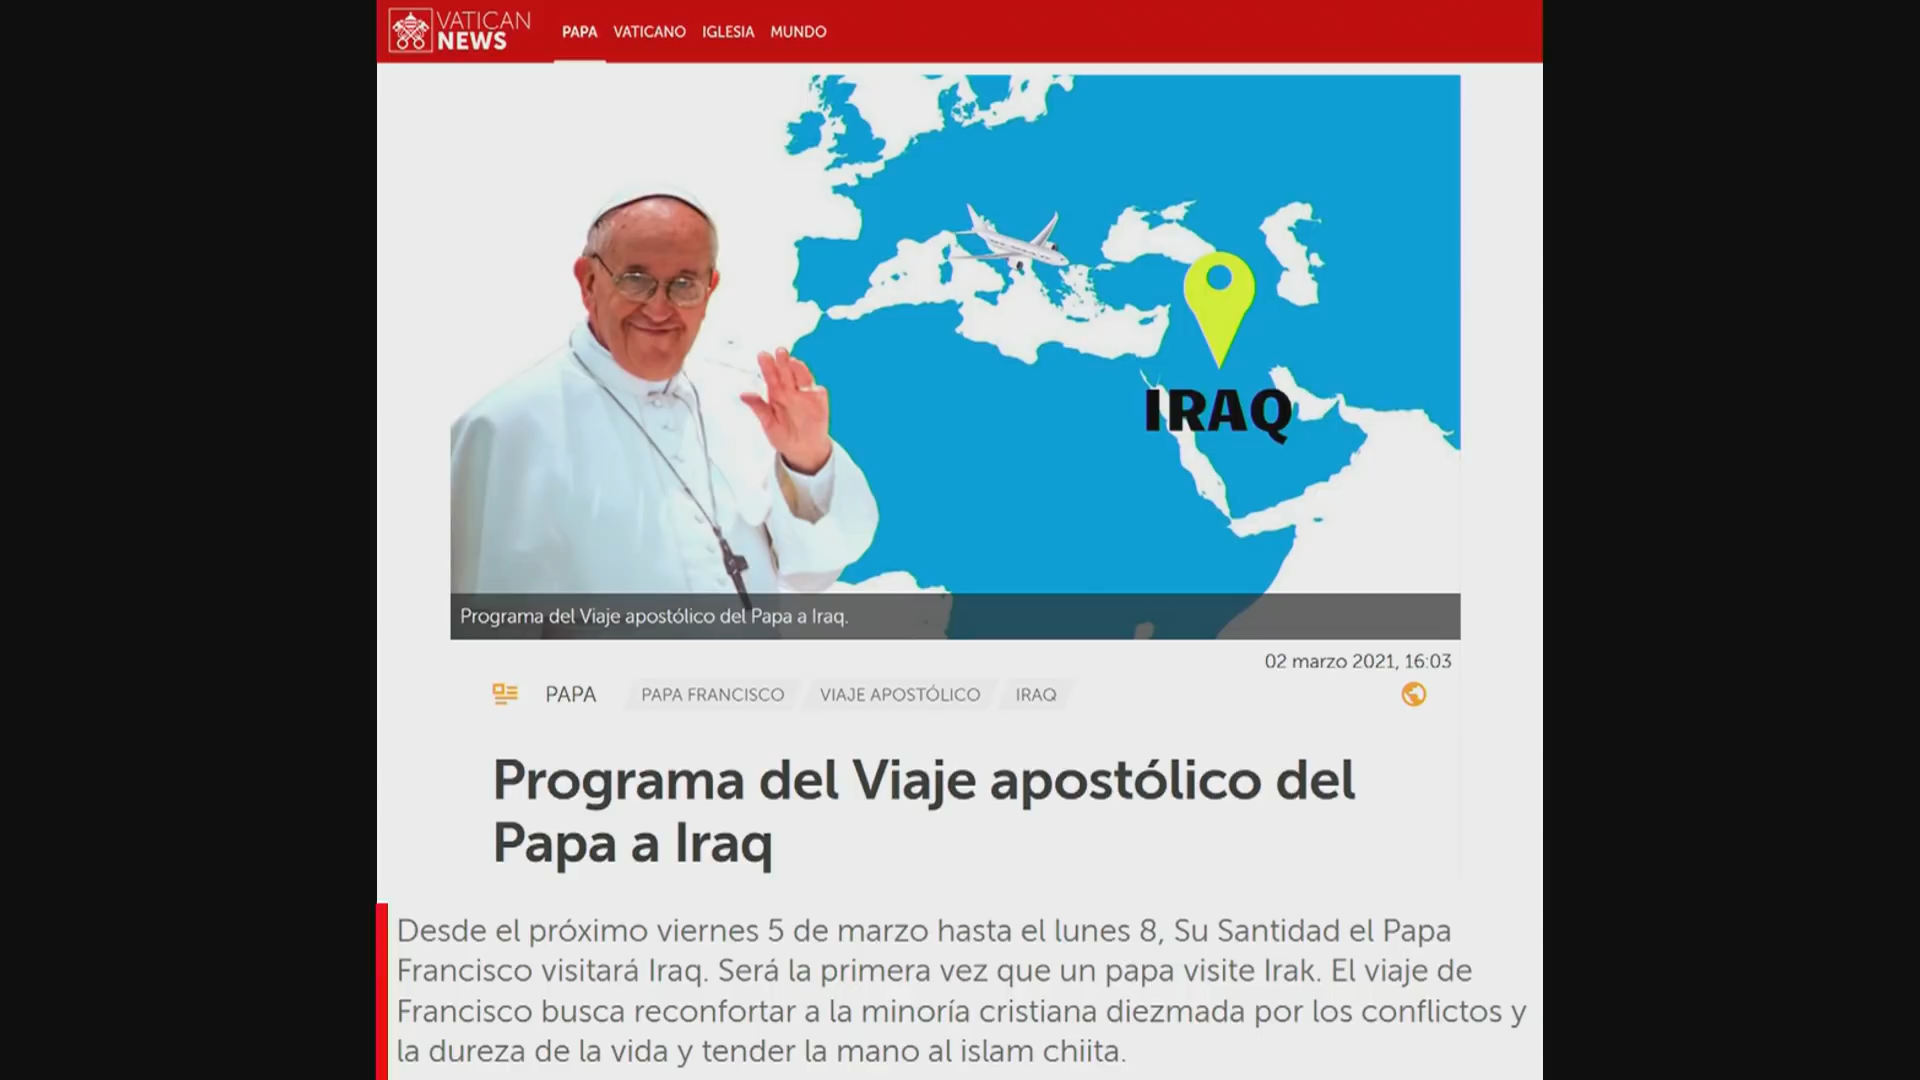 VATICAN
NEWS
PAPA VATICANO IGLESIA MUNDO
IRAQ
Programa del Viaje apostólico del Papa a Iraq.
02 marzo 2021, 16:03
PAPA PAPA FRANCISCO VIAJE APOSTÓLICO IRAQ
Programa del Viaje apostólico del
Papa a Iraq
Desde el próximo viernes 5 de marzo hasta el lunes 8, Su Santidad el Papa
Francisco visitará Iraq. Será la primera vez que un papa visite Irak. El viaje de
Francisco busca reconfortar a la minoría cristiana diezmada por los conflictos y
la dureza de la vida y tender la mano al islam chiita.